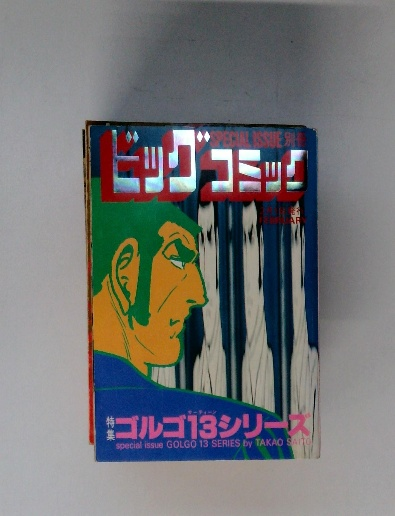 SPECIAL ISSUE 別冊
ビッグコミック
特集 ゴルゴ13シリーズ
special issue GOLGO 13 SERIES by TAKAO SAITO